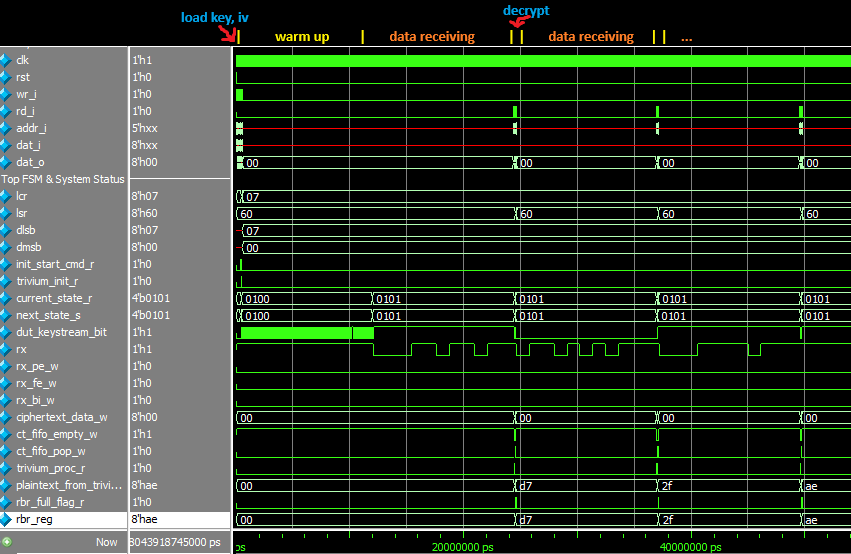 load key, iv
decrypt
warm up
data receiving
data receiving
...
clk 1'h1
rst 1'h0
wr_i 1'h0
rd_i 1'h0
addr_i 5'hxx
dat_i 8'hxx
dat_o 8'h00 00 00 00 00
Top FSM & System Status
lcr 8'h07 07
lsr 8'h60 60 60 60 60
dlsb 8'h07 07
dmsb 8'h00 00
init_start_cmd_r 1'h0
trivium_init_r 1'h0
current_state_r 4'b0101 0100 0101 0101 0101 0101
next_state_s 4'b0101 0100 0101 0101 0101 0101
dut_keystream_bit 1'h1
rx 1'h1
rx_pe_w 1'h0
rx_fe_w 1'h0
rx_bi_w 1'h0
ciphertext_data_w 8'h00 00 00 00 00
ct_fifo_empty_w 1'h1
ct_fifo_pop_w 1'h0
trivium_proc_r 1'h0
plaintext_from_trivi... 8'hae 00 d7 2f ae
rbr_full_flag_r 1'h0
rbr_reg 8'hae 00 d7 2f ae
Now 8043918745000 ps ps 20000000 ps 40000000 ps